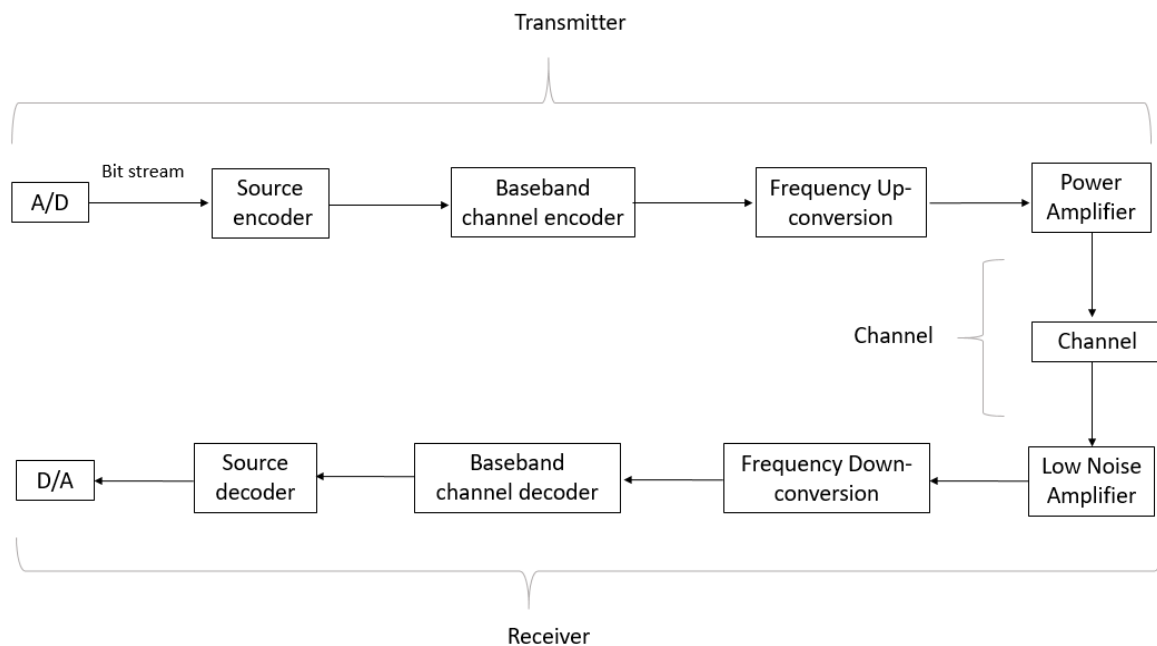 Transmitter
Bit stream
A/D
Source
encoder
Baseband
channel encoder
Frequency Up-
conversion
Power
Amplifier
Channel
Channel
D/A
Source
decoder
Baseband
channel decoder
Frequency Down-
conversion
Low Noise
Amplifier
Receiver